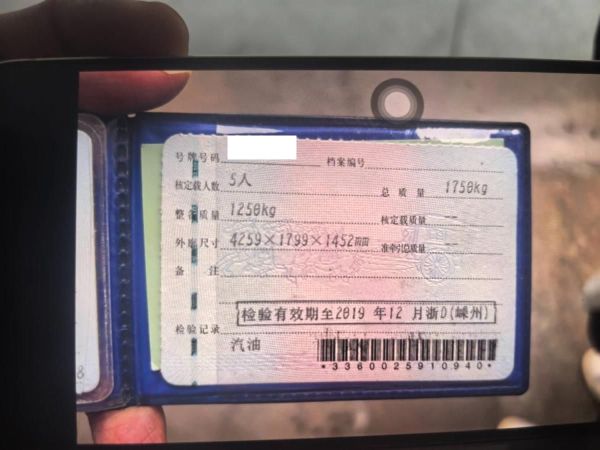 号牌号码 档案编号
核定载人数 5人 总质量 1750kg
整备质量 1250kg 核定载质量 --
外廓尺寸 4259×1799×1452mm 准牵引总质量 --
备注
检验有效期至2019 年12 月浙D(嵊州)
检验记录
汽油
*3360025910940*